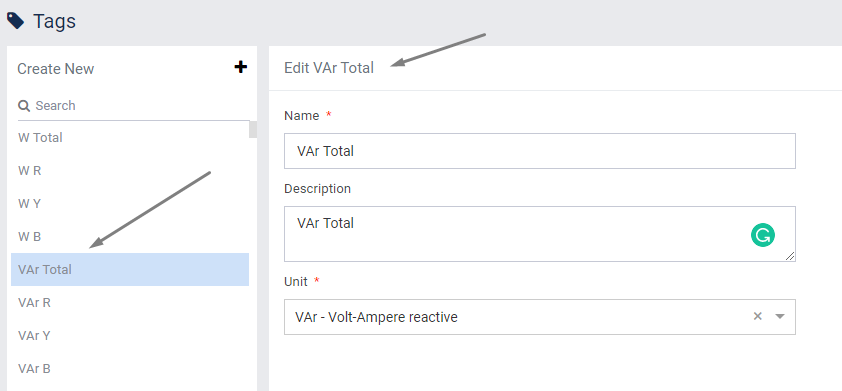 Tags
Create New
Search
W Total
W R
W Y
W B
VAr Total
VAr R
VAr Y
VAr B
Edit VAr Total
Name *
VAr Total
Description
VAr Total
Unit *
VAr - Volt-Ampere reactive